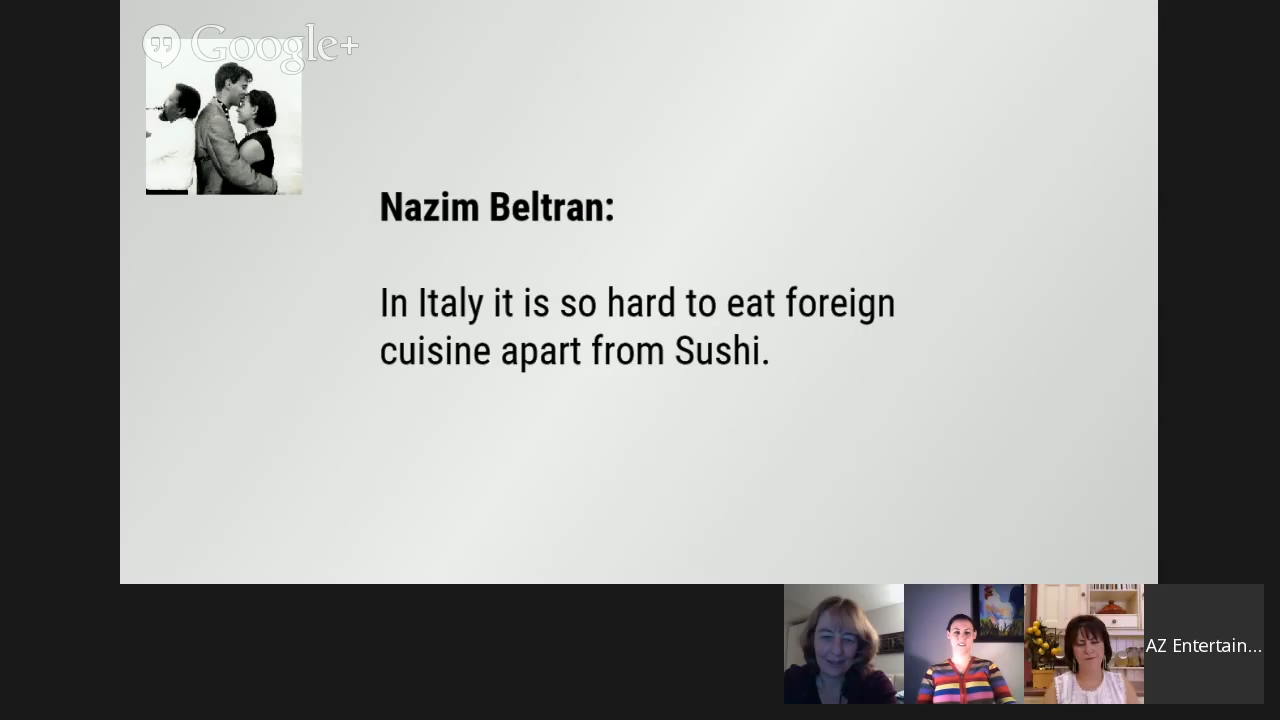 Google+
Nazim Beltran:
In Italy it is so hard to eat foreign
cuisine apart from Sushi.
AZ Entertain...